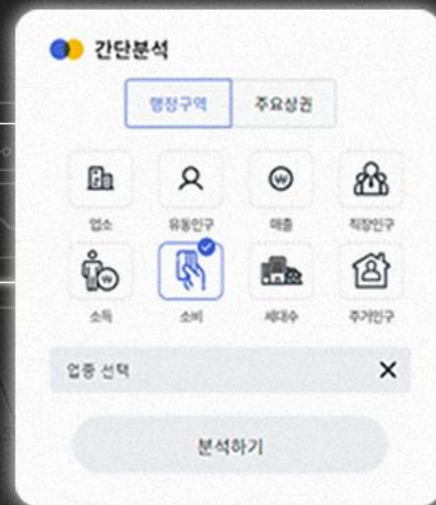 간단분석
행정구역 주요상권
업소 유동인구 매출 직장인구
소득 소비 세대수 주거인구
업종 선택
분석하기